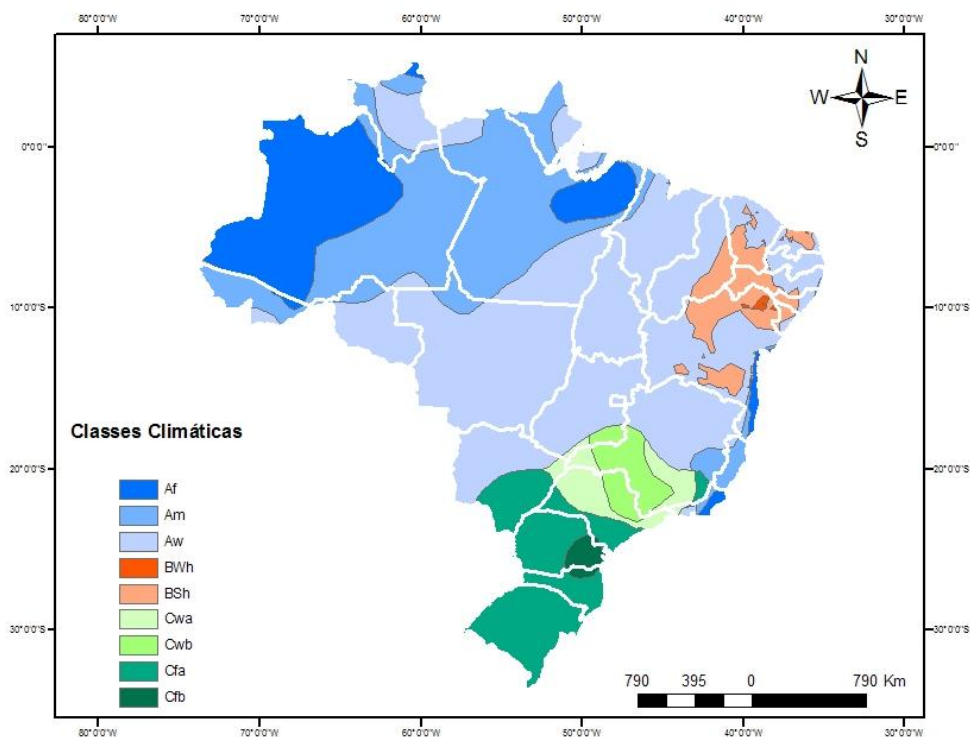 80°0'0"W 70°0'0"W 60°0'0"W 50°0'0"W 40°0'0"W 30°0'0"W
N
W E
S
0°0'0" 0°0'0"
10°0'0"S 10°0'0"S
Classes Climáticas
20°0'0"S 20°0'0"S
Af
Am
Aw
BWh
BSh
Cwa
Cwb
Cfa
Cfb
30°0'0"S 30°0'0"S
790 395 0 790 Km
80°0'0"W 70°0'0"W 60°0'0"W 50°0'0"W 40°0'0"W 30°0'0"W